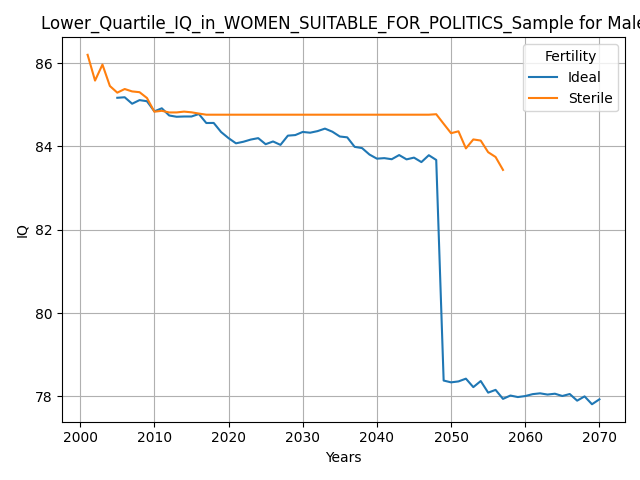 Lower_Quartile_IQ_in_WOMEN_SUITABLE_FOR_POLITICS_Sample for Male
Fertility
Ideal
Sterile
86
84
82
80
78
IQ
2000 2010 2020 2030 2040 2050 2060 2070
Years